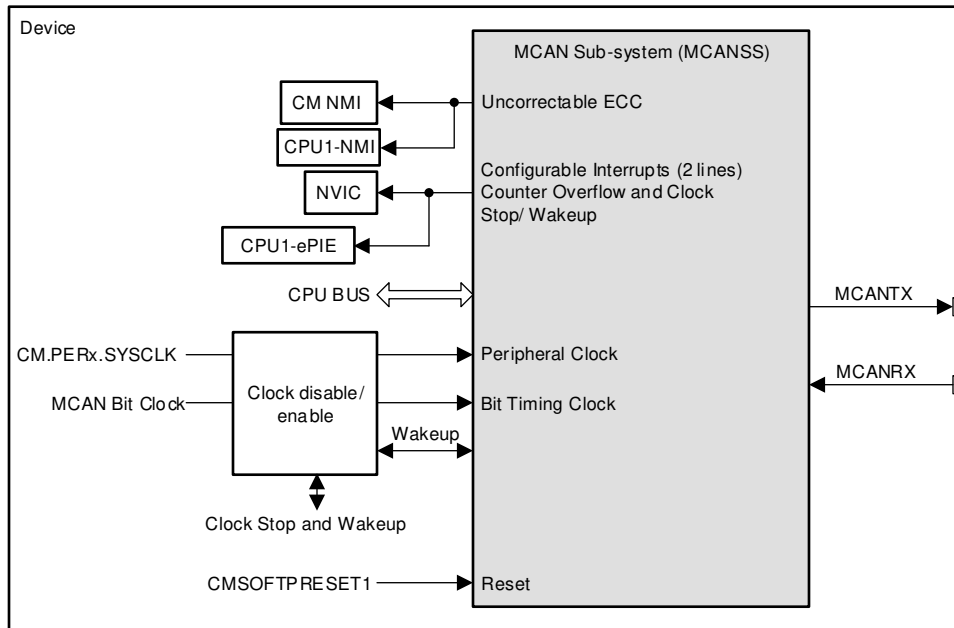 Device
MCAN Sub-system (MCANSS)
CM NMI
Uncorrectable ECC
CPU1-NMI
Configurable Interrupts (2 lines)
NVIC
Counter Overflow and Clock
Stop/ Wakeup
CPU1-ePIE
CPU BUS
MCANTX
CM.PERx.SYSCLK
Peripheral Clock
MCANRX
Clock disable/
enable
MCAN Bit Clock
Bit Timing Clock
Wakeup
Clock Stop and Wakeup
CMSOFTPRESET1
Reset